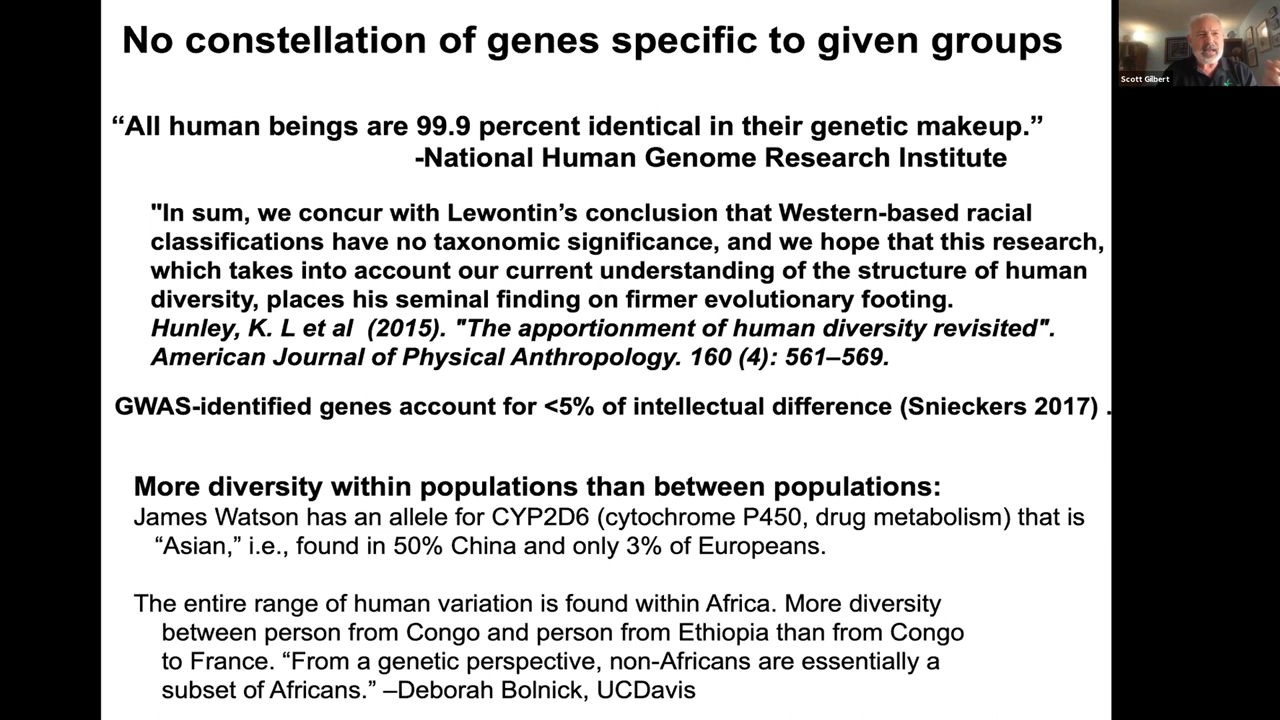 No constellation of genes specific to given groups
“All human beings are 99.9 percent identical in their genetic makeup.”
-National Human Genome Research Institute
"In sum, we concur with Lewontin’s conclusion that Western-based racial
classifications have no taxonomic significance, and we hope that this research,
which takes into account our current understanding of the structure of human
diversity, places his seminal finding on firmer evolutionary footing.
Hunley, K. L et al (2015). "The apportionment of human diversity revisited".
American Journal of Physical Anthropology. 160 (4): 561–569.
GWAS-identified genes account for <5% of intellectual difference (Snieckers 2017) .
More diversity within populations than between populations:
James Watson has an allele for CYP2D6 (cytochrome P450, drug metabolism) that is
“Asian,” i.e., found in 50% China and only 3% of Europeans.
The entire range of human variation is found within Africa. More diversity
between person from Congo and person from Ethiopia than from Congo
to France. “From a genetic perspective, non-Africans are essentially a
subset of Africans.” –Deborah Bolnick, UCDavis
Scott Gilbert